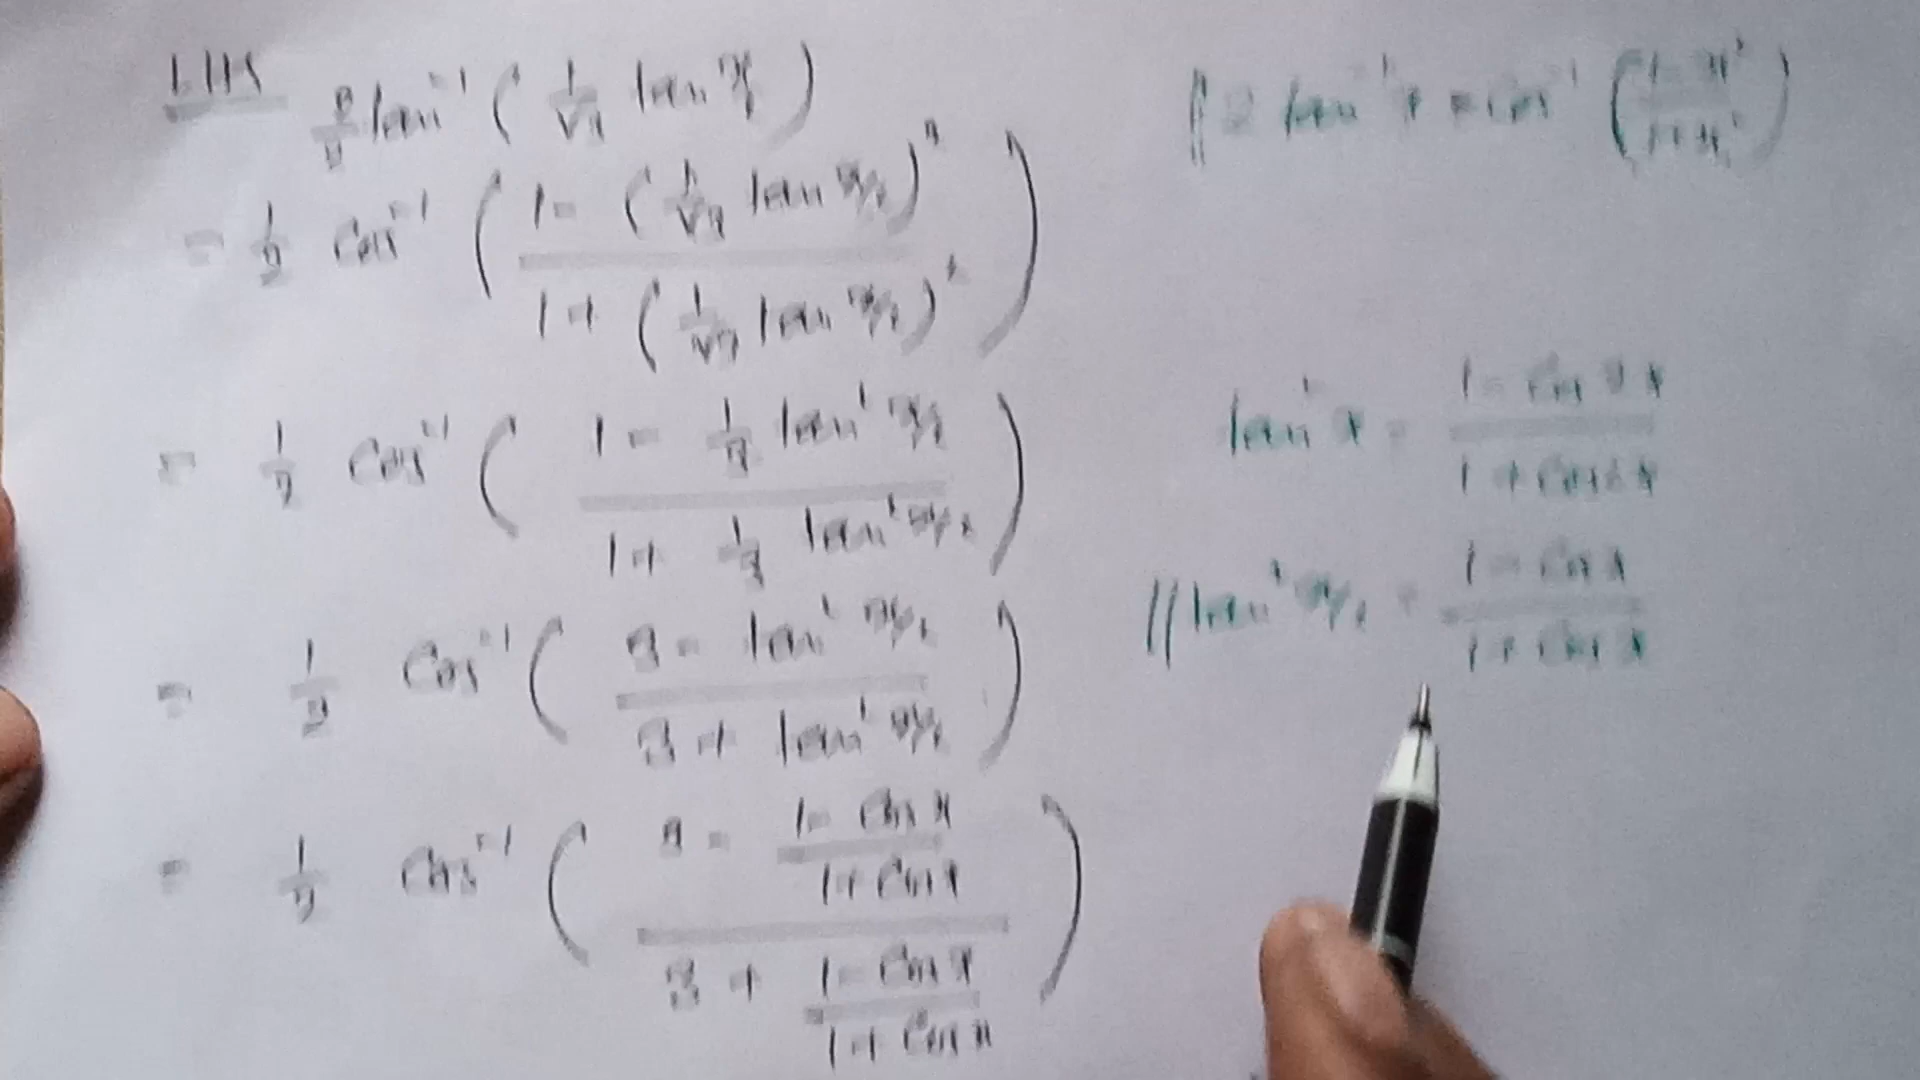 LHS 2/2 tan⁻¹ ( 1/√3 tan x/2 )
= 1/2 cos⁻¹ ( (1 - (1/√3 tan x/2)²) / (1 + (1/√3 tan x/2)²) )
= 1/2 cos⁻¹ ( (1 - 1/3 tan² x/2) / (1 + 1/3 tan² x/2) )
= 1/2 cos⁻¹ ( (3 - tan² x/2) / (3 + tan² x/2) )
= 1/2 cos⁻¹ ( (3 - (1 - cos x)/(1 + cos x)) / (3 + (1 - cos x)/(1 + cos x)) )
|| 2 tan⁻¹ x = cos⁻¹ ( (1 - x²) / (1 + x²) )
tan² x = (1 - cos 2x) / (1 + cos 2x)
|| tan² x/2 = (1 - cos x) / (1 + cos x)